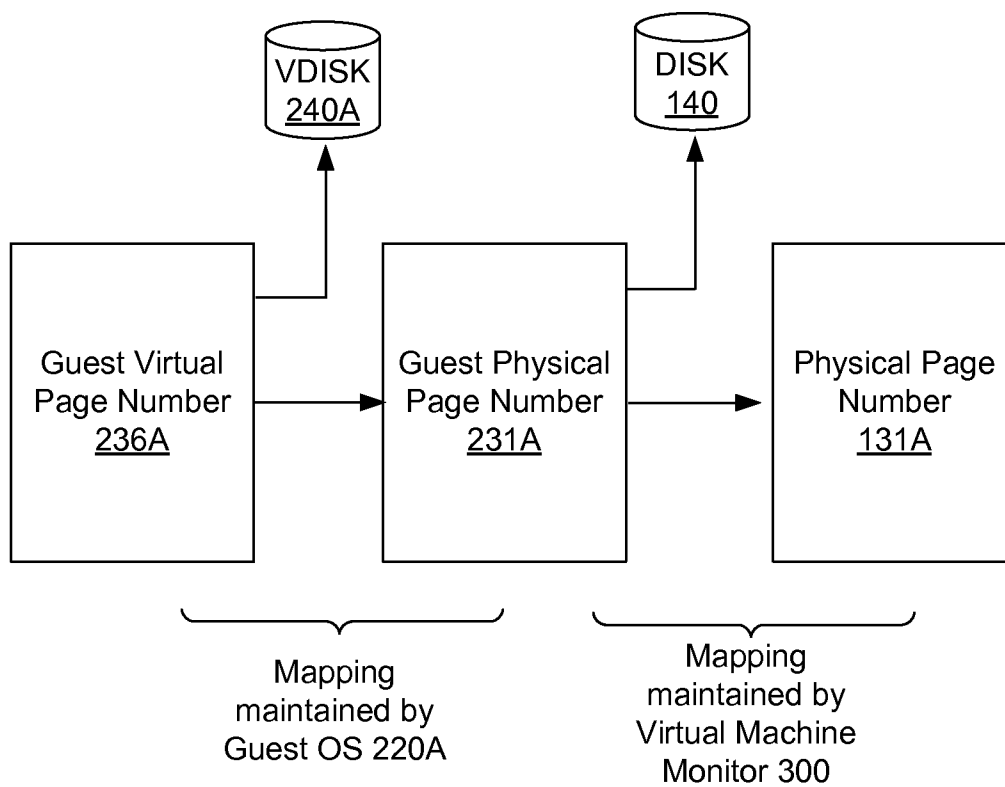 VDISK
240A
DISK
140
Guest Virtual
Page Number
236A
Guest Physical
Page Number
231A
Physical Page
Number
131A
Mapping
maintained by
Guest OS 220A
Mapping
maintained by
Virtual Machine
Monitor 300